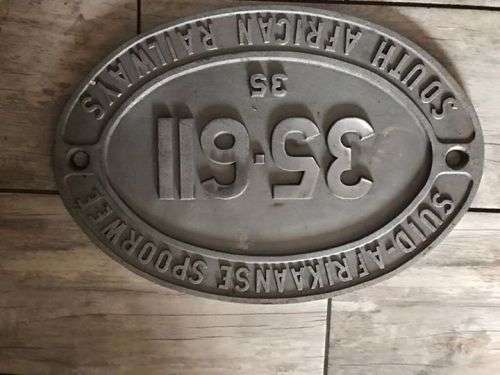 SUID-AFRIKAANSE SPOORWEË
35-611
35
SOUTH AFRICAN RAILWAYS